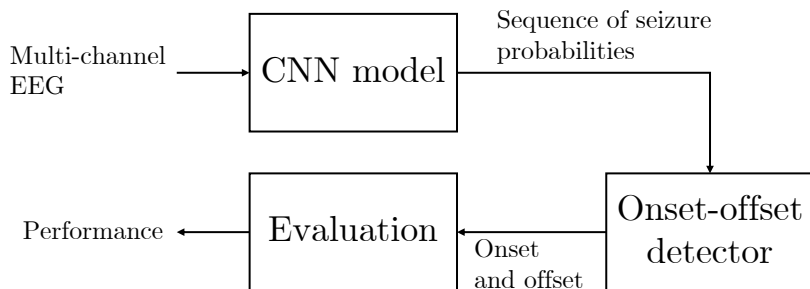 Multi-channel
EEG
CNN model
Sequence of seizure
probabilities
Onset-offset
detector
Onset
and offset
Evaluation
Performance